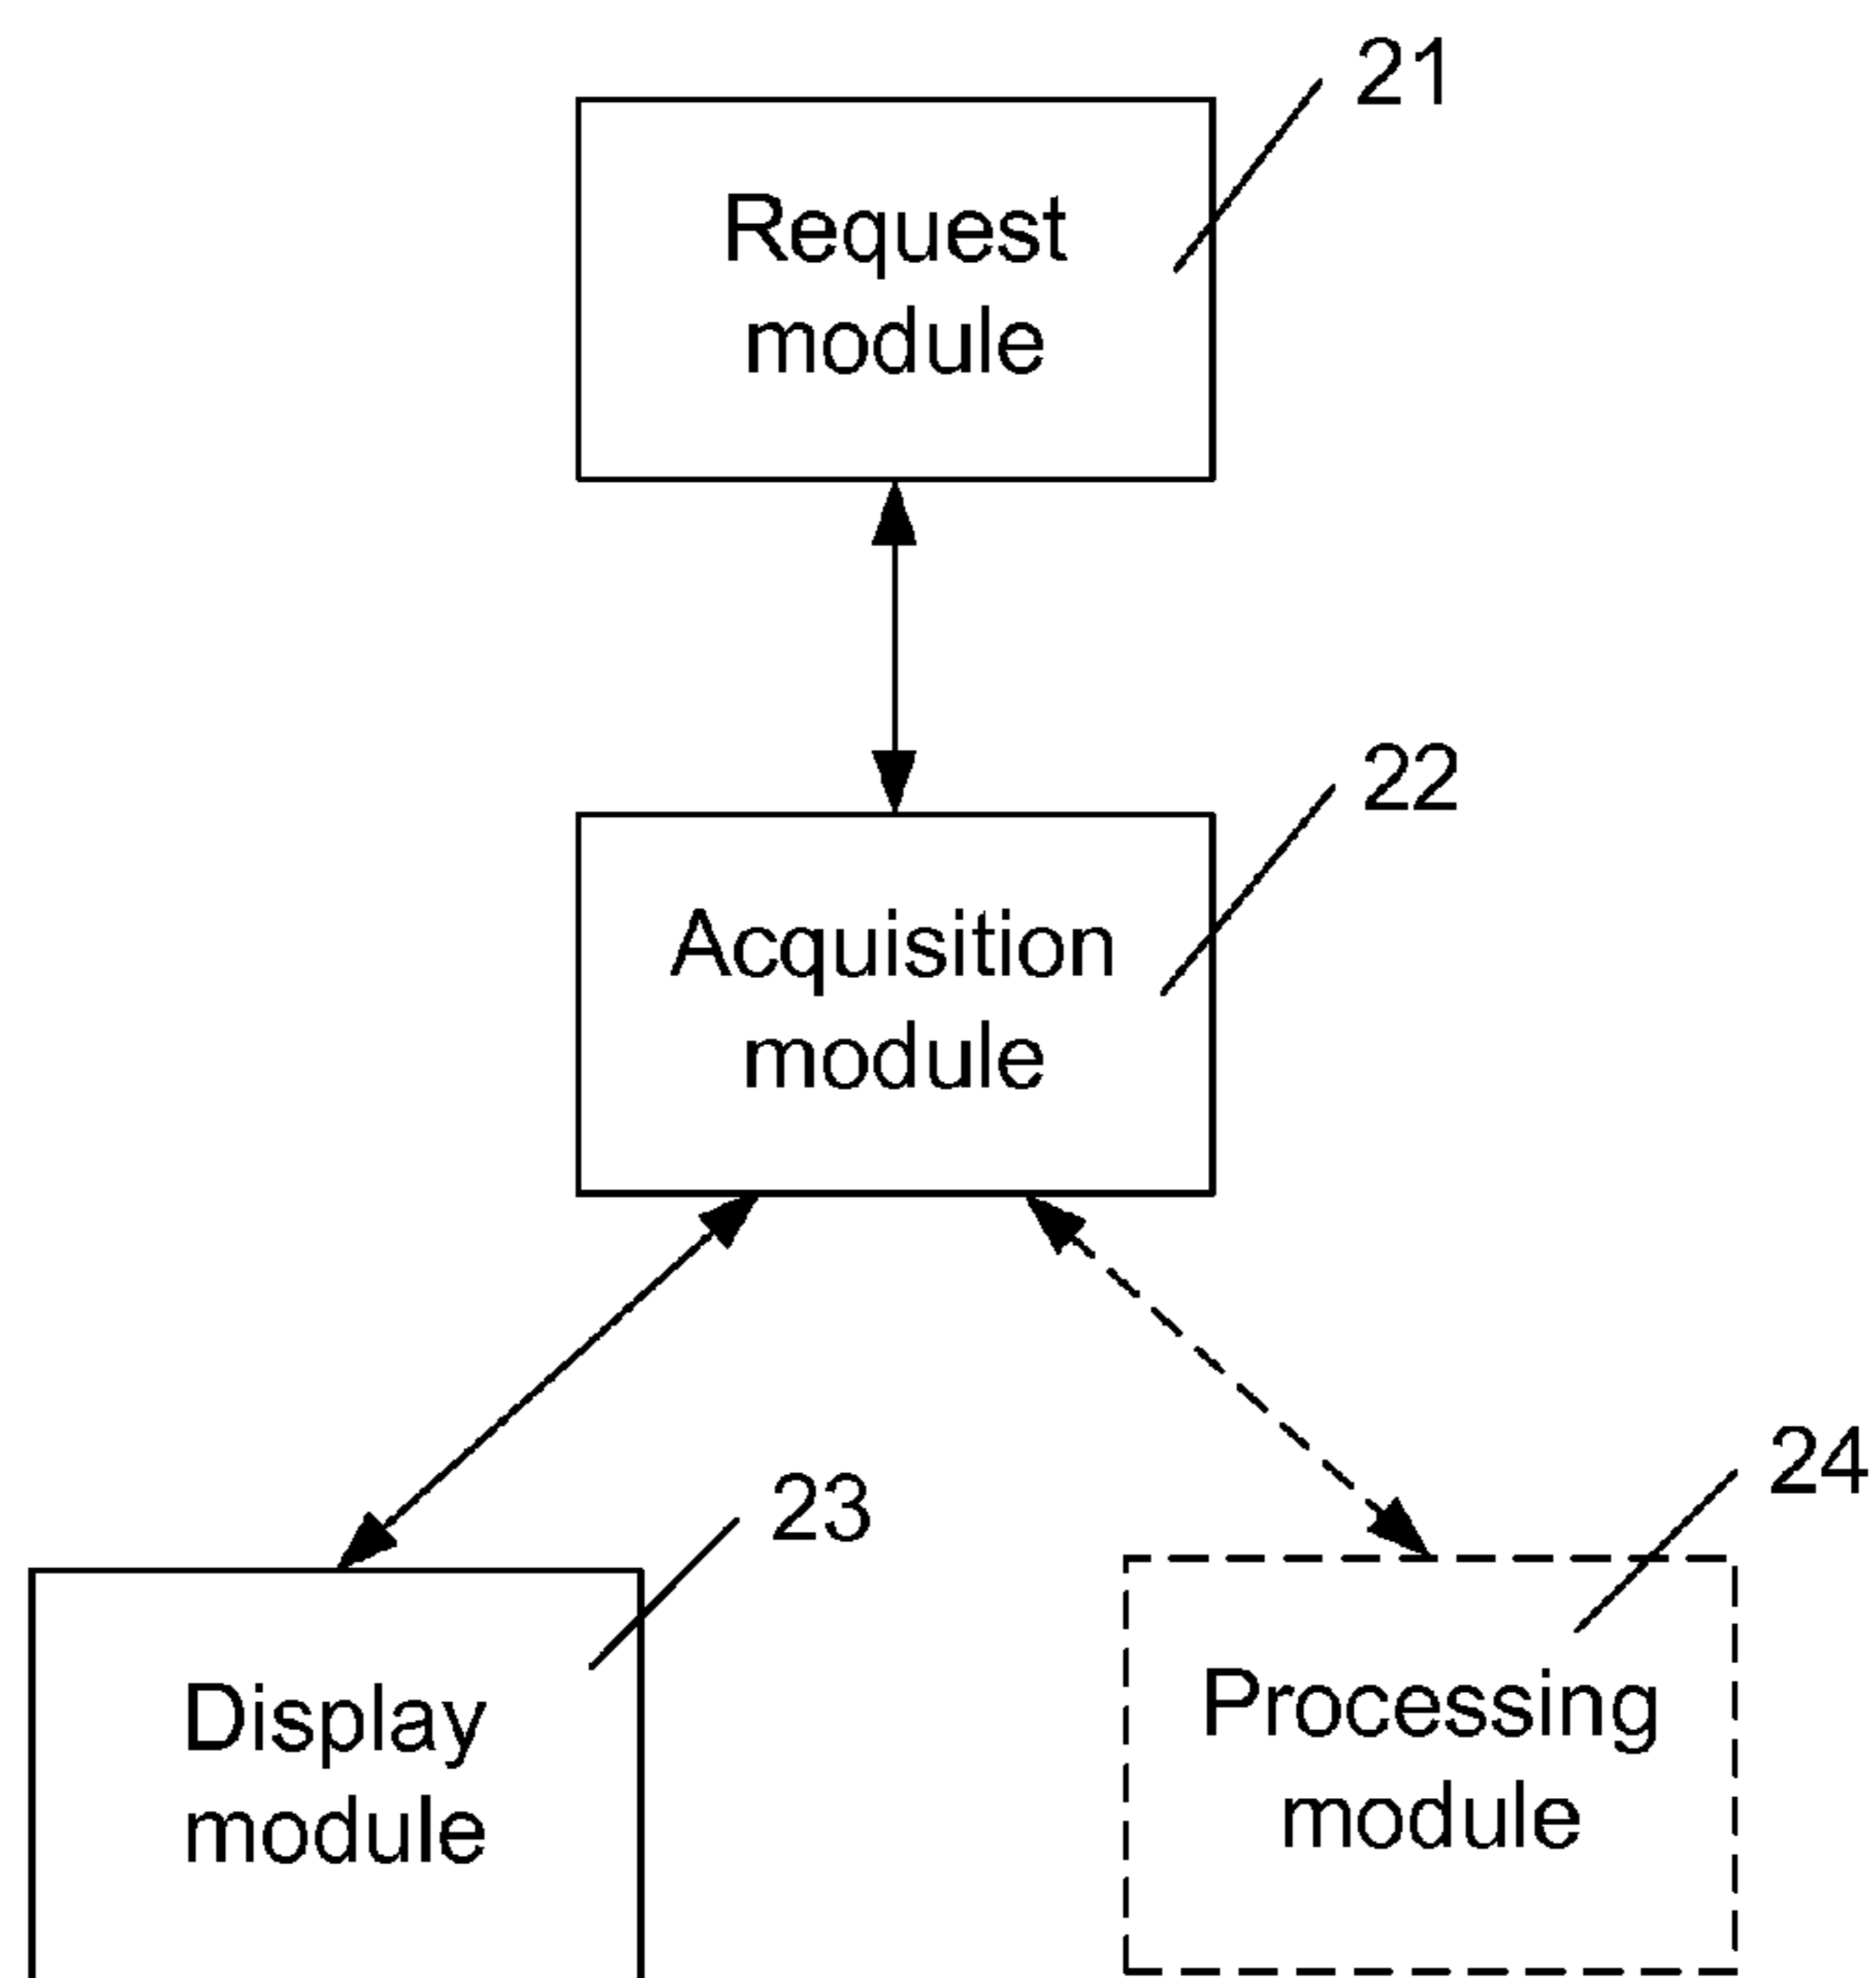 21
Request
module
22
Acquisition
module
23
Display
module
24
Processing
module